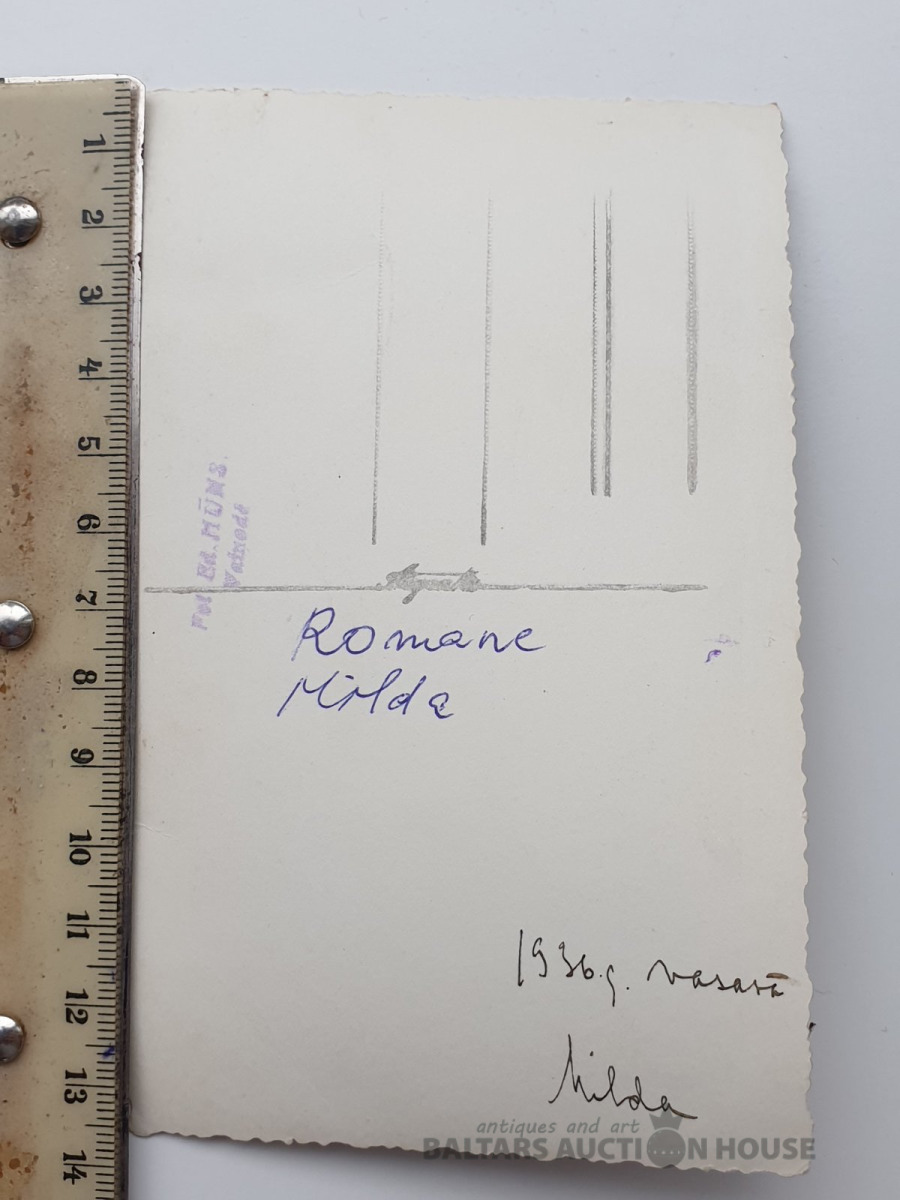 1
2
3
4
5
6
7
8
9
10
11
12
13
14
Fot Ed. MŪNS.
Vaiņodē
Romane
Milda
1936.g. vasarā
Milda
antiques and art
BALTARS AUCTION HOUSE